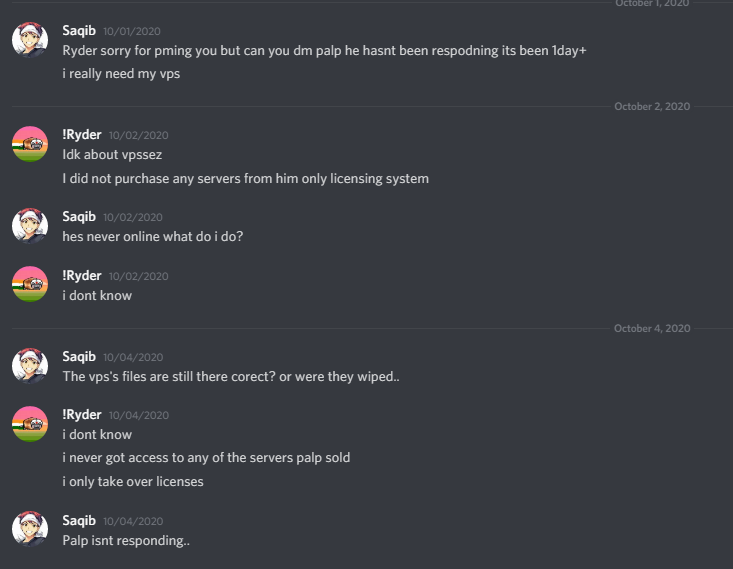 October 1, 2020
Saqib 10/01/2020
Ryder sorry for pming you but can you dm palp he hasnt been respodning its been 1day+
i really need my vps
October 2, 2020
!Ryder 10/02/2020
Idk about vpssez
I did not purchase any servers from him only licensing system
Saqib 10/02/2020
hes never online what do i do?
!Ryder 10/02/2020
i dont know
October 4, 2020
Saqib 10/04/2020
The vps's files are still there corect? or were they wiped..
!Ryder 10/04/2020
i dont know
i never got access to any of the servers palp sold
i only take over licenses
Saqib 10/04/2020
Palp isnt responding..